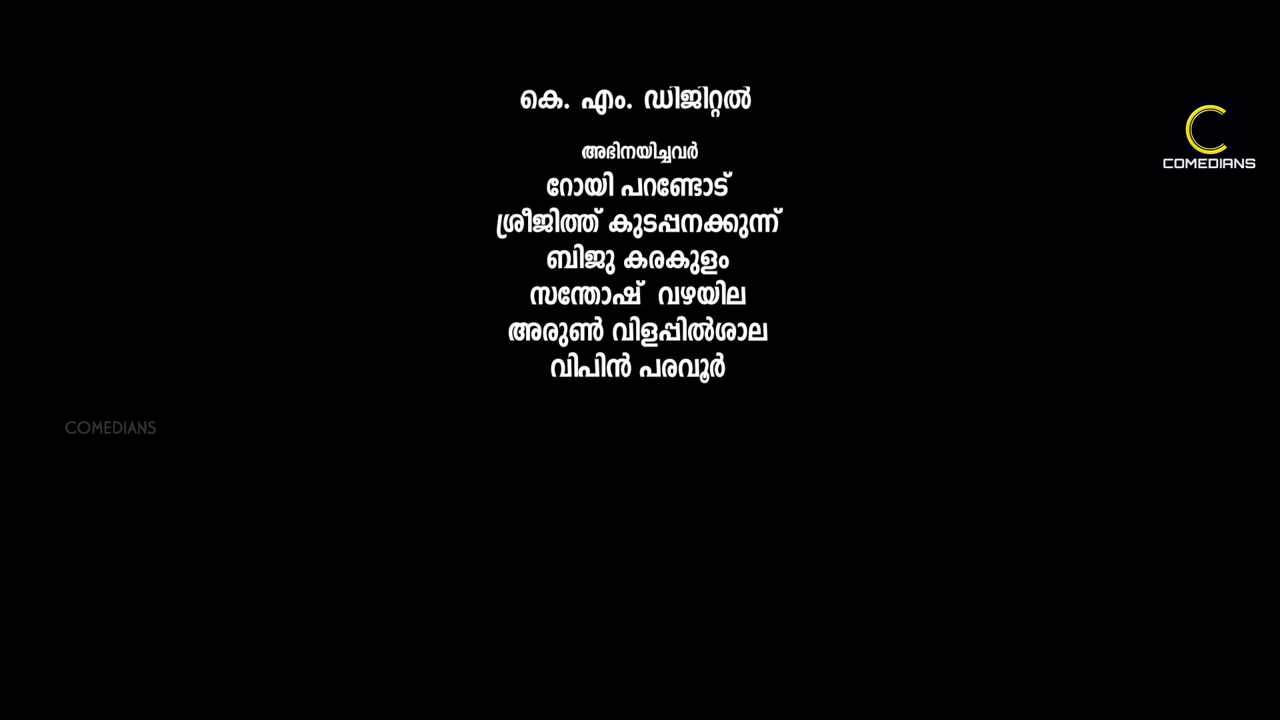 കെ. എം. ഡിജിറ്റൽ
അഭിനയിച്ചവർ
റോയി പറണ്ടോട്
ശ്രീജിത്ത് കുടപ്പനക്കുന്ന്
ബിജു കരകുളം
സന്തോഷ് വഴയില
അരുൺ വിളപ്പിൽശാല
വിപിൻ പരവൂർ
C
COMEDIANS
COMEDIANS